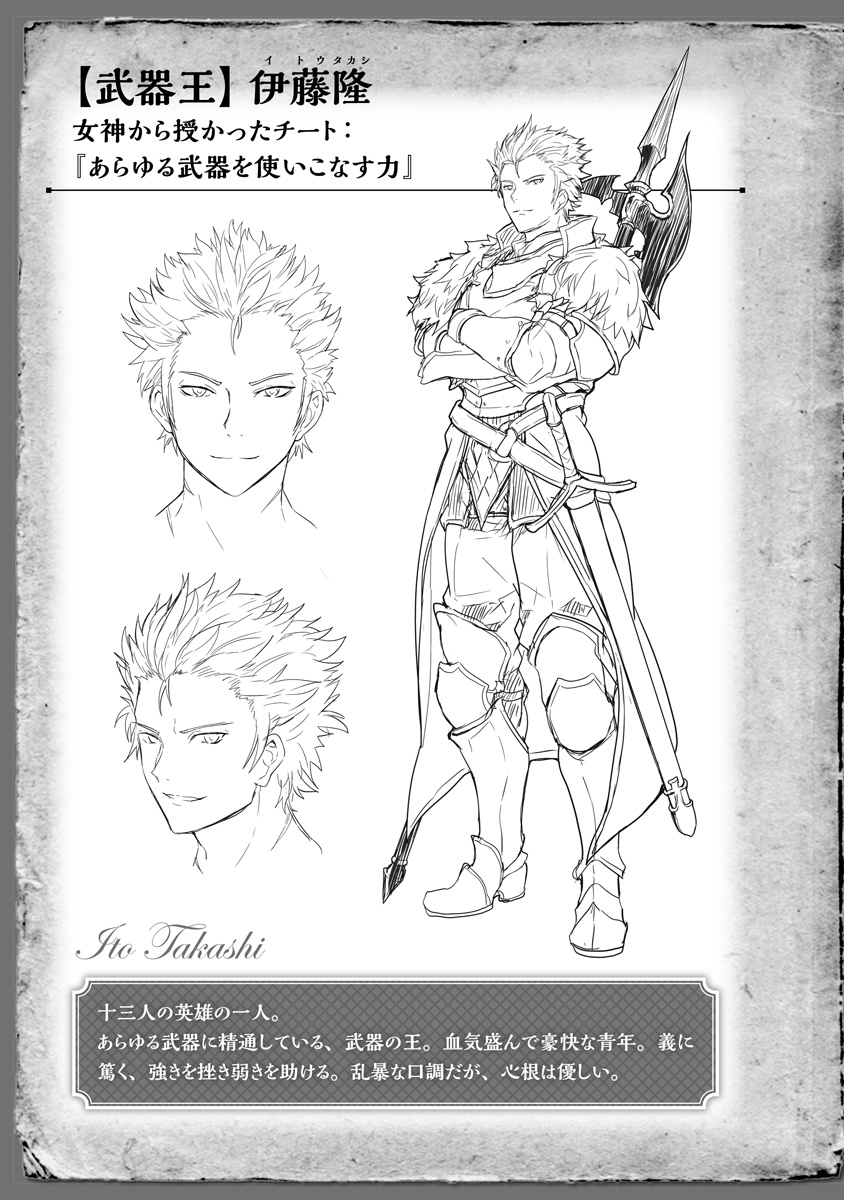 イトウタカシ
【武器王】伊藤隆
女神から授かったチート：
『あらゆる武器を使いこなす力』
Ito Takashi
十三人の英雄の一人。
あらゆる武器に精通している、武器の王。血気盛んで豪快な青年。義に
篤く、強きを挫き弱きを助ける。乱暴な口調だが、心根は優しい。